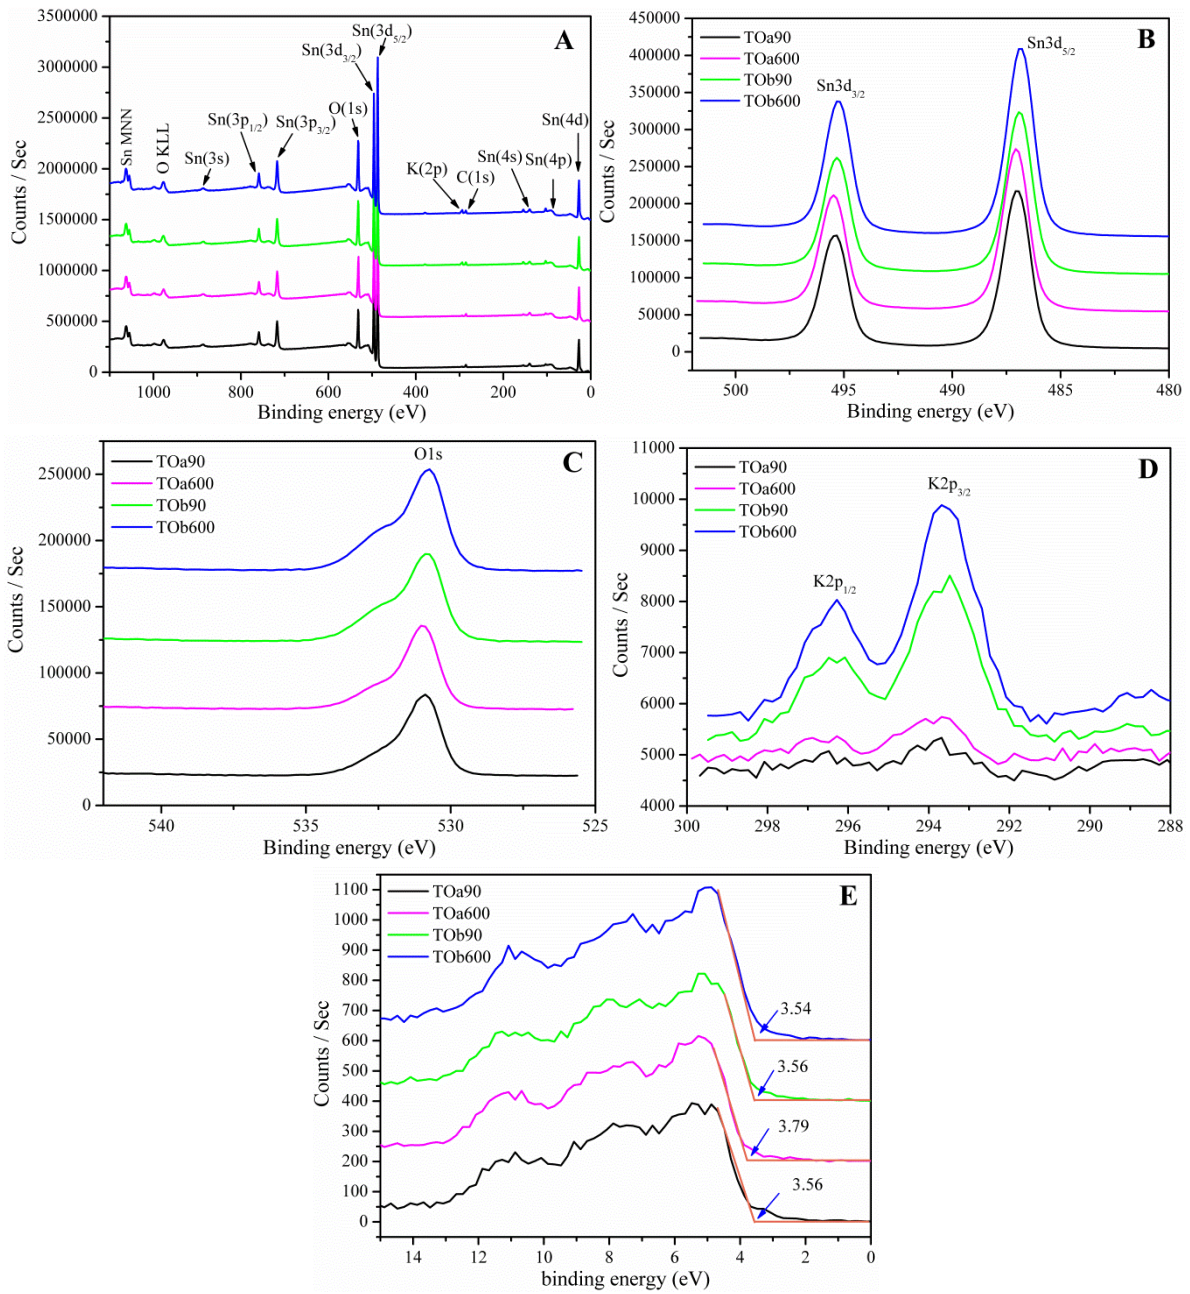 A
Counts / Sec
3500000
3000000
2500000
2000000
1500000
1000000
500000
0
Sn MNN
O KLL
Sn(3s)
Sn(3p1/2)
Sn(3p3/2)
O(1s)
Sn(3d3/2)
Sn(3d5/2)
K(2p)
C(1s)
Sn(4s)
Sn(4p)
Sn(4d)
1000 800 600 400 200 0
Binding energy (eV)
B
Counts / Sec
450000
400000
350000
300000
250000
200000
150000
100000
50000
0
TOa90
TOa600
TOb90
TOb600
Sn3d3/2
Sn3d5/2
500 495 490 485 480
Binding energy (eV)
C
Counts / Sec
250000
200000
150000
100000
50000
0
TOa90
TOa600
TOb90
TOb600
O1s
540 535 530 525
Binding energy (eV)
D
Counts / Sec
11000
10000
9000
8000
7000
6000
5000
4000
TOa90
TOa600
TOb90
TOb600
K2p1/2
K2p3/2
300 298 296 294 292 290 288
Binding energy (eV)
E
Counts / Sec
1100
1000
900
800
700
600
500
400
300
200
100
0
TOa90
TOa600
TOb90
TOb600
3.54
3.56
3.79
3.56
14 12 10 8 6 4 2 0
binding energy (eV)